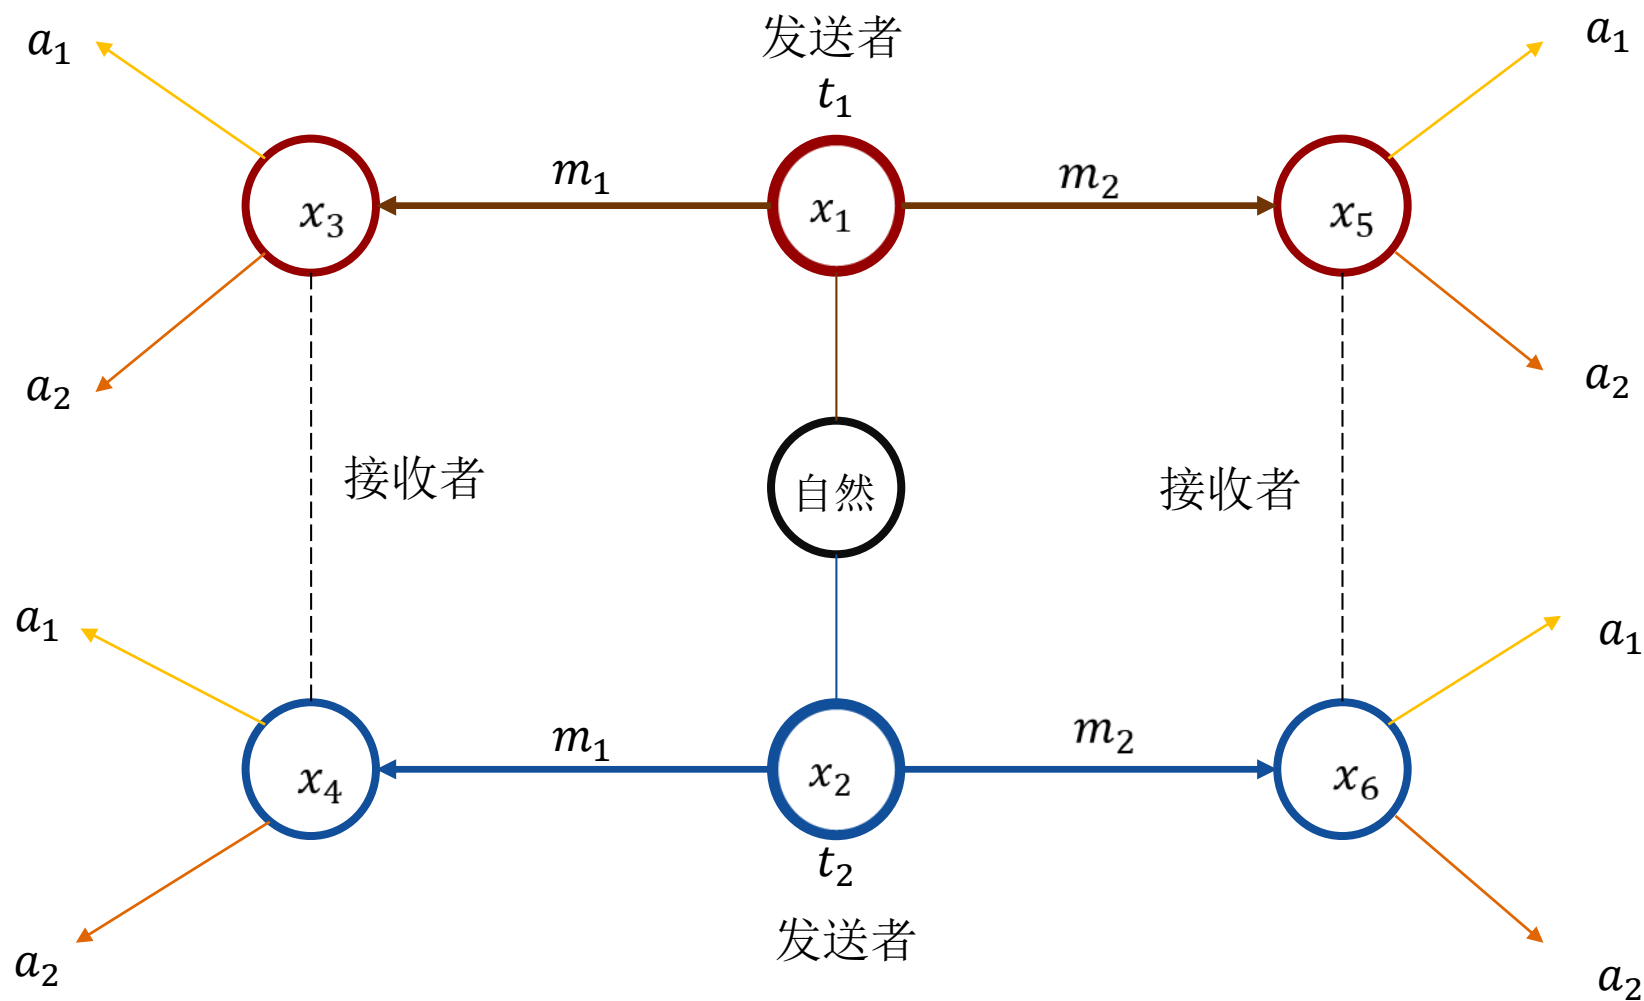 发送者
t₁
a₁
a₁
m₁
m₂
x₃
x₁
x₅
a₂
a₂
接收者
自然
接收者
a₁
a₁
m₁
m₂
x₄
x₂
x₆
t₂
发送者
a₂
a₂